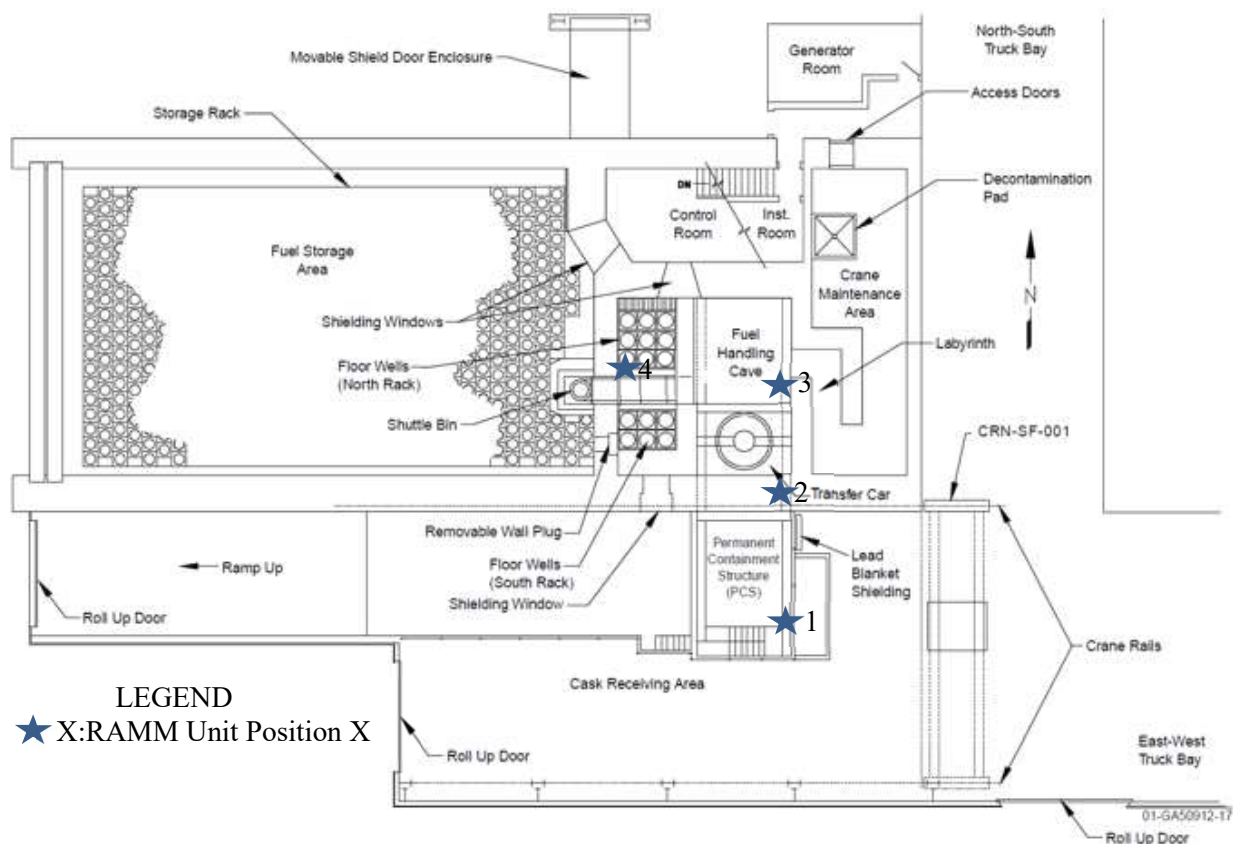 Movable Shield Door Enclosure
Generator
Room
North-South
Truck Bay
Access Doors
Storage Rack
DN
Control
Room
Inst.
Room
Decontamination
Pad
Fuel Storage
Area
Crane
Maintenance
Area
N
Shielding Windows
Fuel
Handling
Cave
Labyrinth
Floor Wells
(North Rack)
4
3
Shuttle Bin
CRN-SF-001
2
Transfer Car
Removable Wall Plug
Permanent
Containment
Structure
(PCS)
Lead
Blanket
Shielding
Floor Wells
(South Rack)
Ramp Up
Shielding Window
Roll Up Door
1
Crane Rails
Cask Receiving Area
LEGEND
X:RAMM Unit Position X
Roll Up Door
East-West
Truck Bay
01-GA50912-17
Roll Up Door